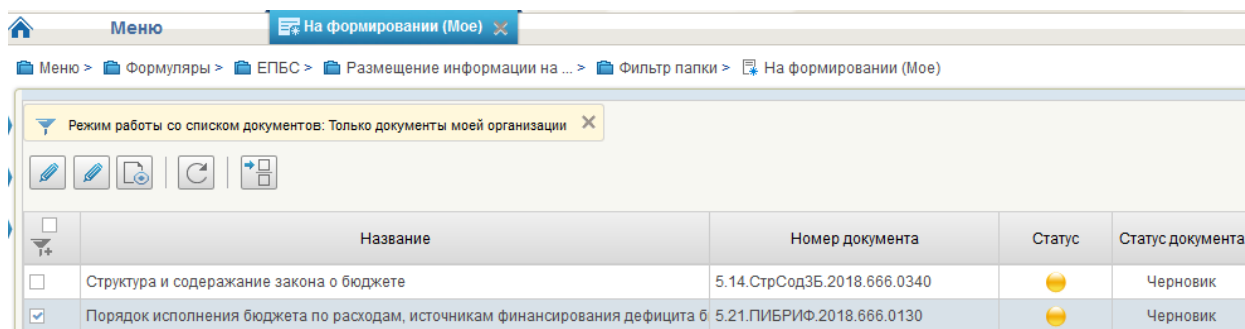 Меню На формировании (Мое)
Меню > Формуляры > ЕПБС > Размещение информации на ... > Фильтр папки > На формировании (Мое)
Режим работы со списком документов: Только документы моей организации
Название Номер документа Статус Статус документа
Структура и содеражание закона о бюджете 5.14.СтрСодЗБ.2018.666.0340 Черновик
Порядок исполнения бюджета по расходам, источникам финансирования дефицита б 5.21.ПИБРИФ.2018.666.0130 Черновик